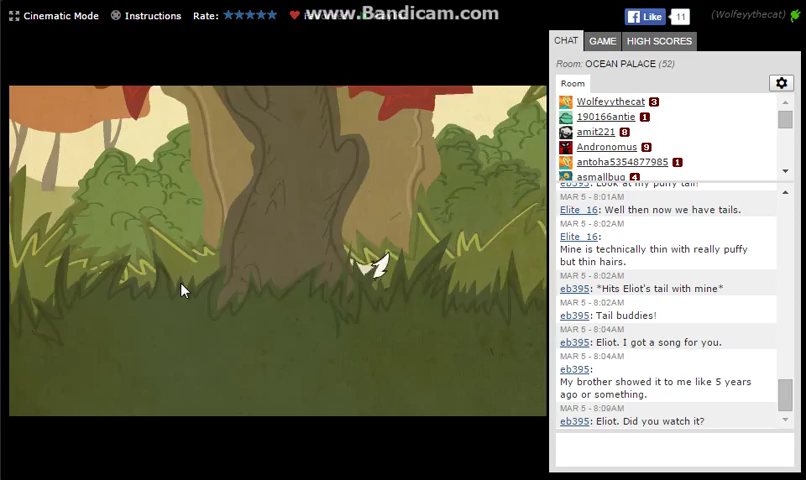 Cinematic Mode Instructions Rate: www.Bandicam.com Like 11 (Wolfeyythecat)
CHAT GAME HIGH SCORES
Room: OCEAN PALACE (52)
Room
Wolfeyythecat 3
190166antie 1
amit221 8
Andronomus 9
antoha5354877985 1
asmallbug 4
eb395: Look at my puffy tail!
MAR 5 - 8:01AM
Elite_16: Well then now we have tails.
MAR 5 - 8:02AM
Elite_16:
Mine is technically thin with really puffy
but thin hairs.
MAR 5 - 8:02AM
eb395: *Hits Eliot's tail with mine*
MAR 5 - 8:02AM
eb395: Tail buddies!
MAR 5 - 8:04AM
eb395: Eliot. I got a song for you.
MAR 5 - 8:04AM
eb395:
My brother showed it to me like 5 years
ago or something.
MAR 5 - 8:09AM
eb395: Eliot. Did you watch it?